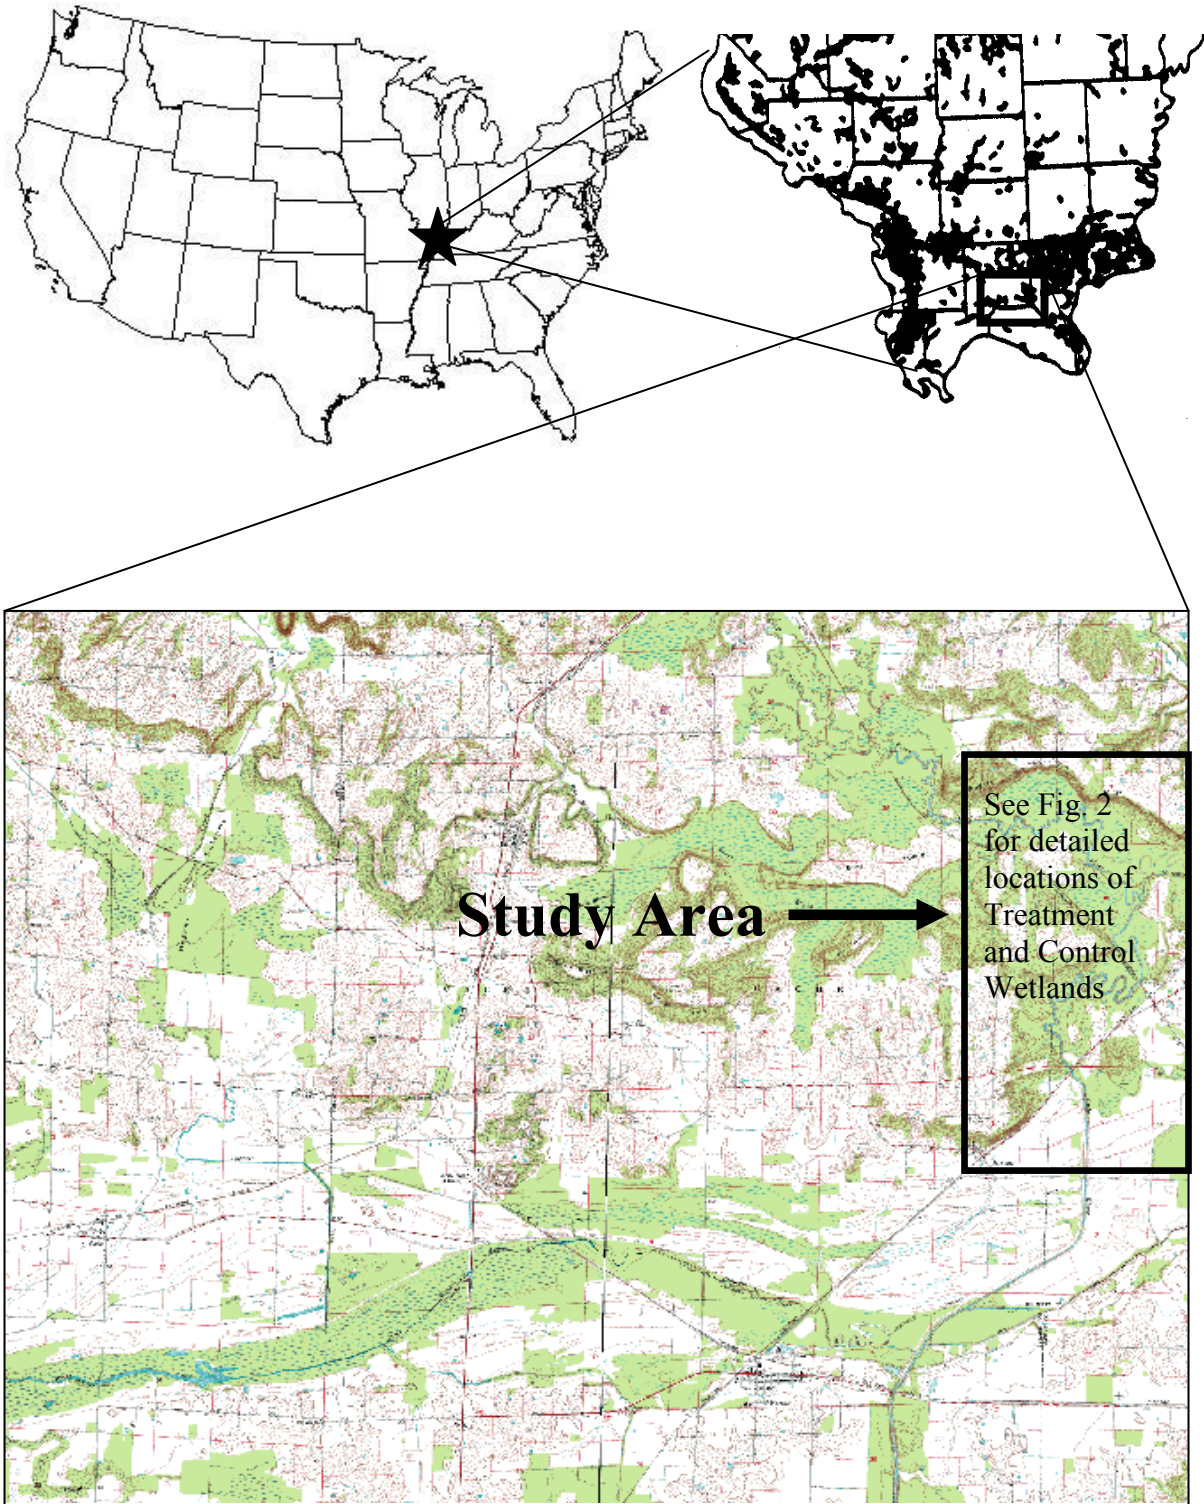 Study Area
See Fig. 2
for detailed
locations of
Treatment
and Control
Wetlands